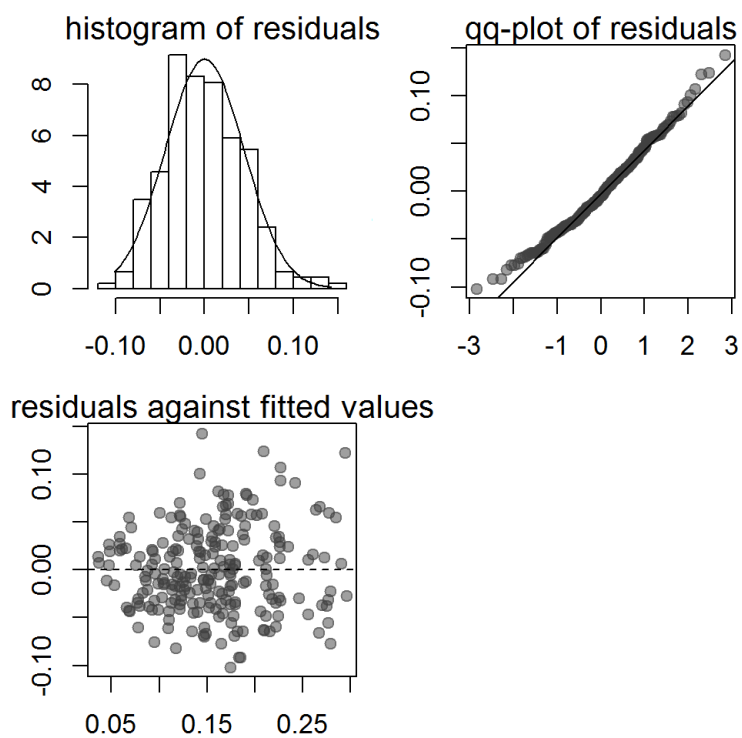 histogram of residuals
8
6
4
2
0
-0.10 0.00 0.10
qq-plot of residuals
0.10
0.00
-0.10
-3 -1 0 1 2 3
residuals against fitted values
0.10
0.00
-0.10
0.05 0.15 0.25